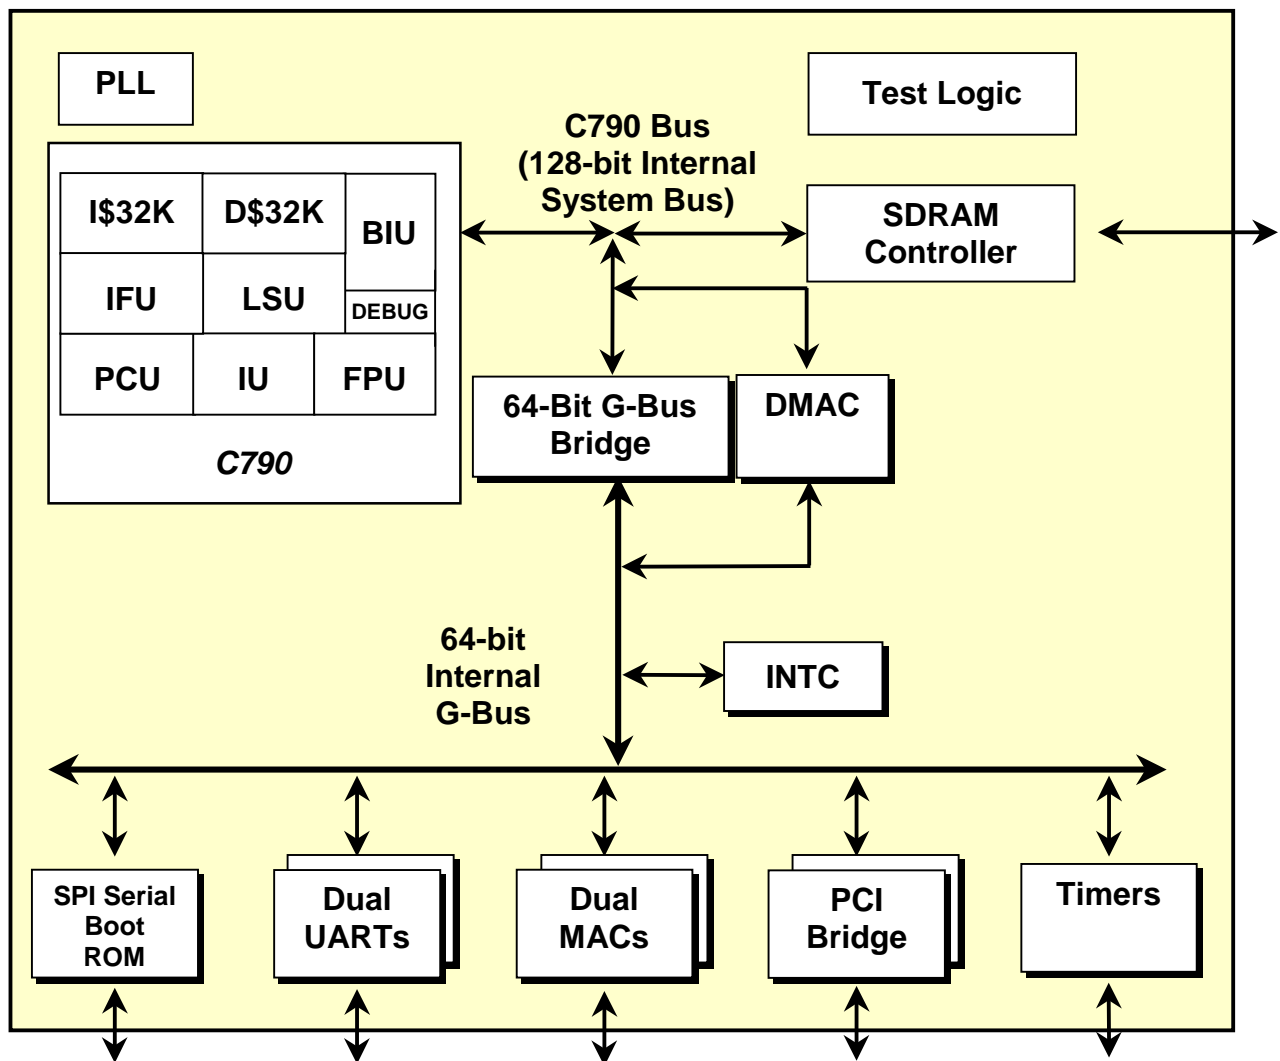 PLL
Test Logic
C790 Bus
(128-bit Internal
System Bus)
I$32K
D$32K
BIU
SDRAM
Controller
IFU
LSU
DEBUG
PCU
IU
FPU
C790
64-Bit G-Bus
Bridge
DMAC
64-bit
Internal
G-Bus
INTC
SPI Serial
Boot
ROM
Dual
UARTs
Dual
MACs
PCI
Bridge
Timers